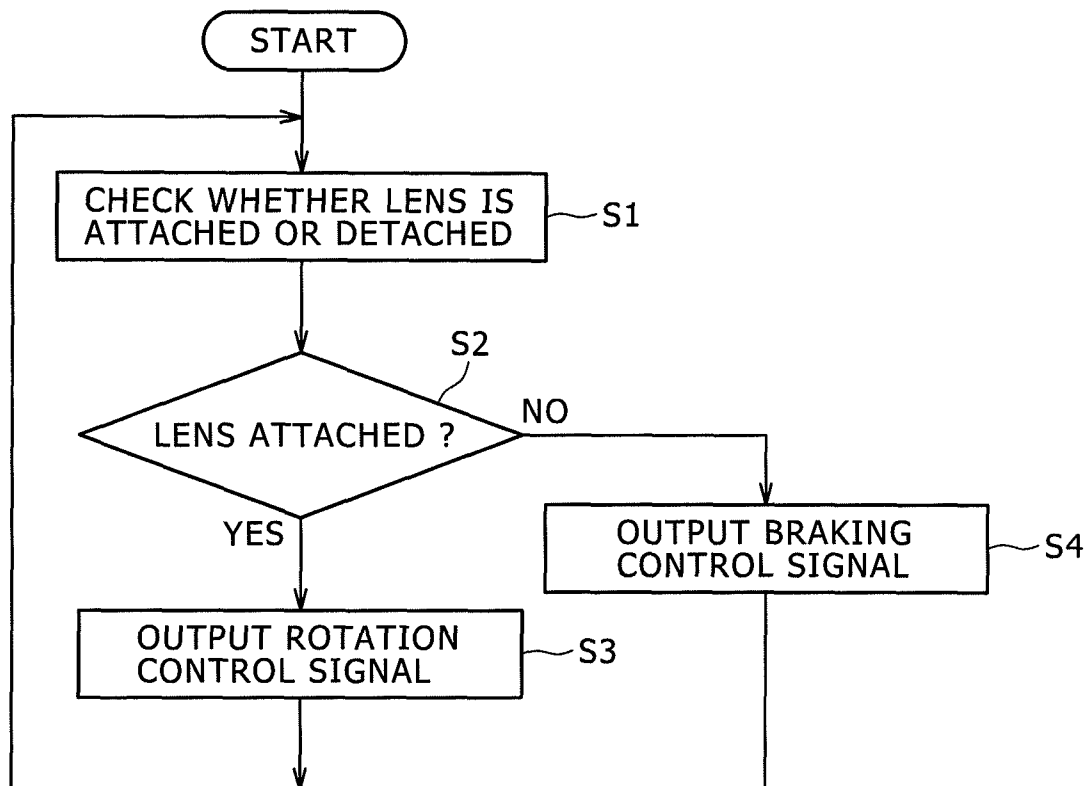 START
CHECK WHETHER LENS IS
ATTACHED OR DETACHED
S1
S2
LENS ATTACHED ?
NO
YES
OUTPUT BRAKING
CONTROL SIGNAL
S4
OUTPUT ROTATION
CONTROL SIGNAL
S3